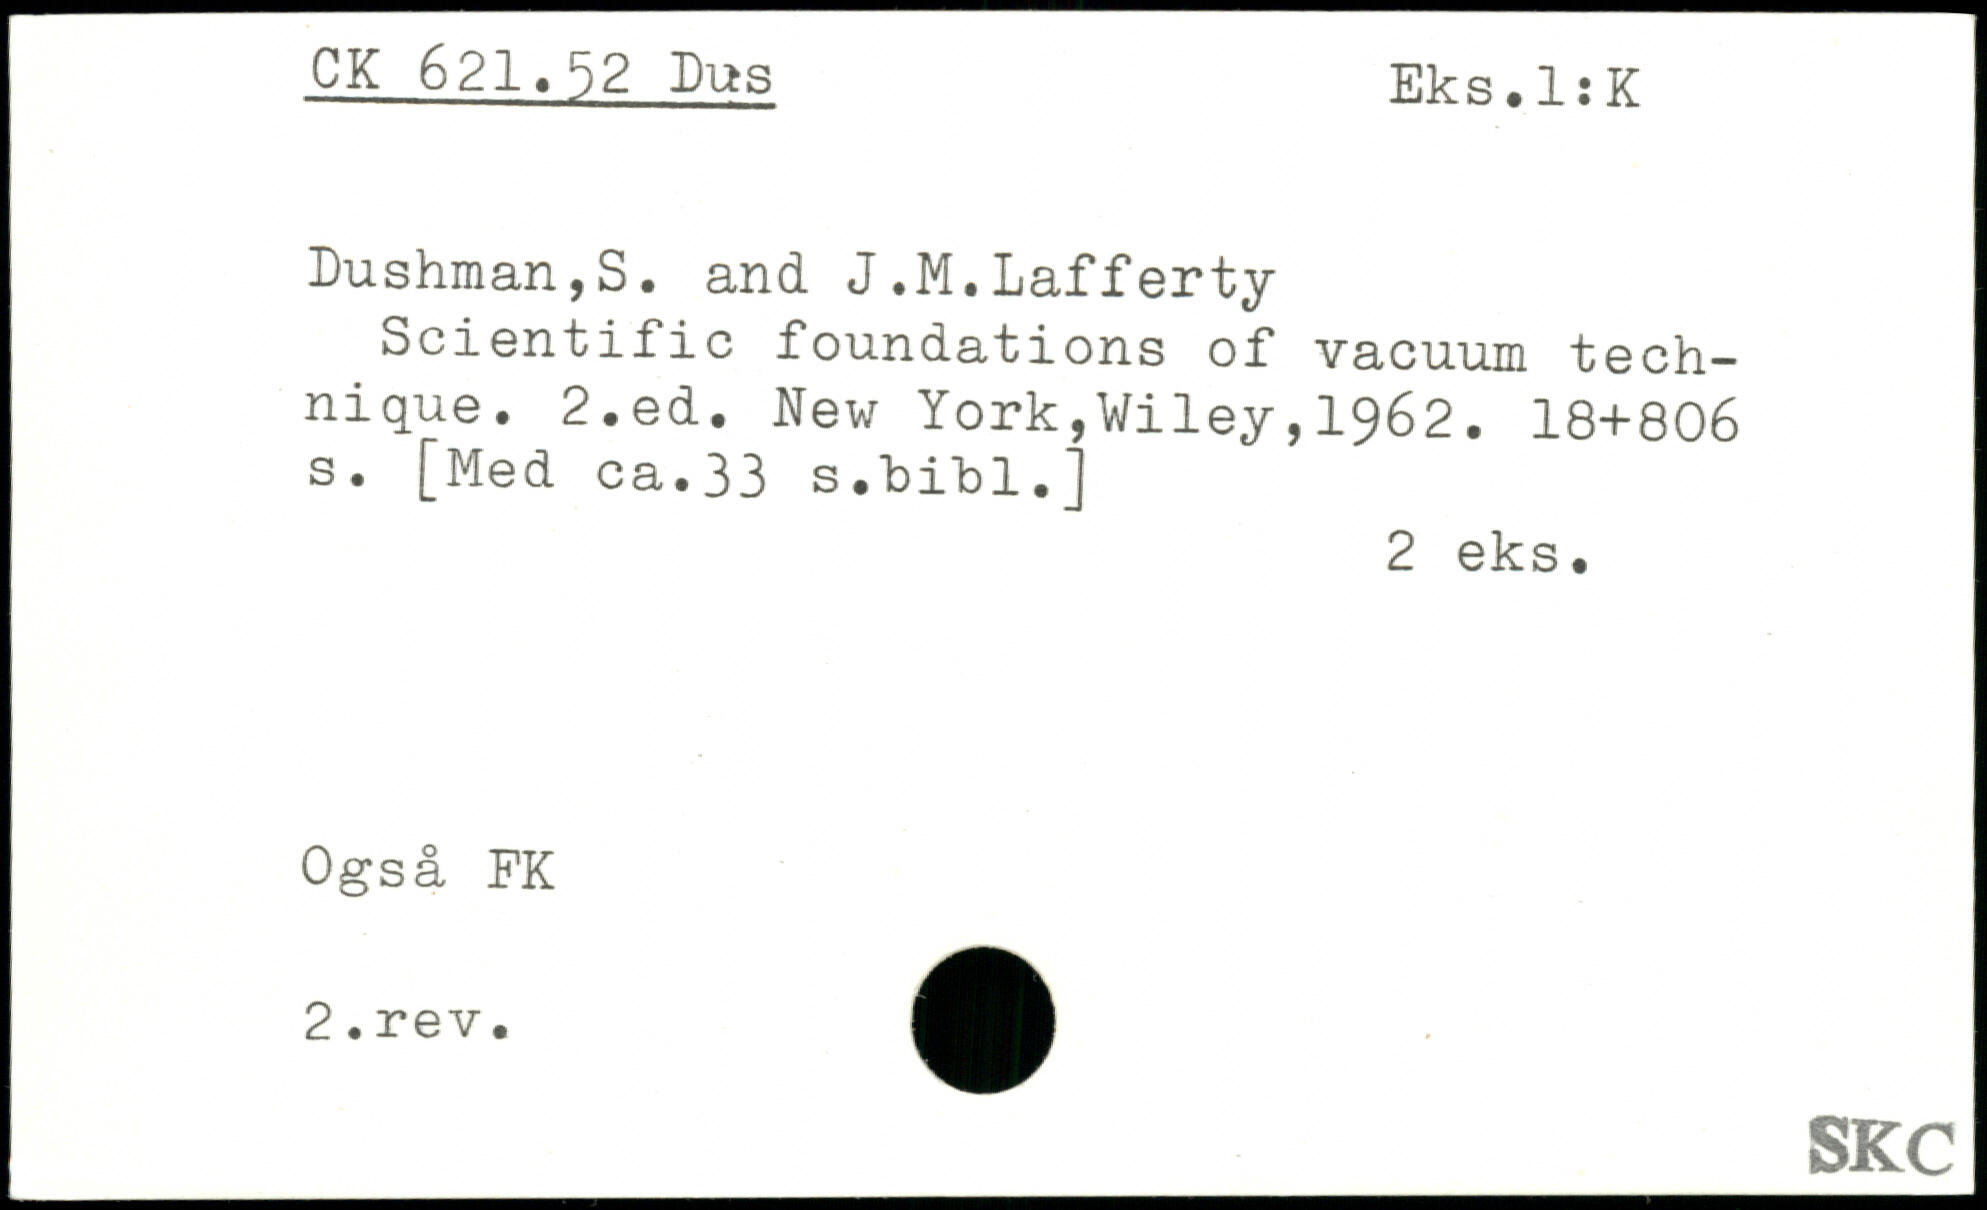 CK 621.52 Dus
Eks.1:K
Dushman,S. and J.M.Lafferty
Scientific foundations of vacuum tech-
nique. 2.ed. New York,Wiley,1962. 18+806
s. [Med ca.33 s.bibl.]
2 eks.
Også FK
2.rev.
SKC